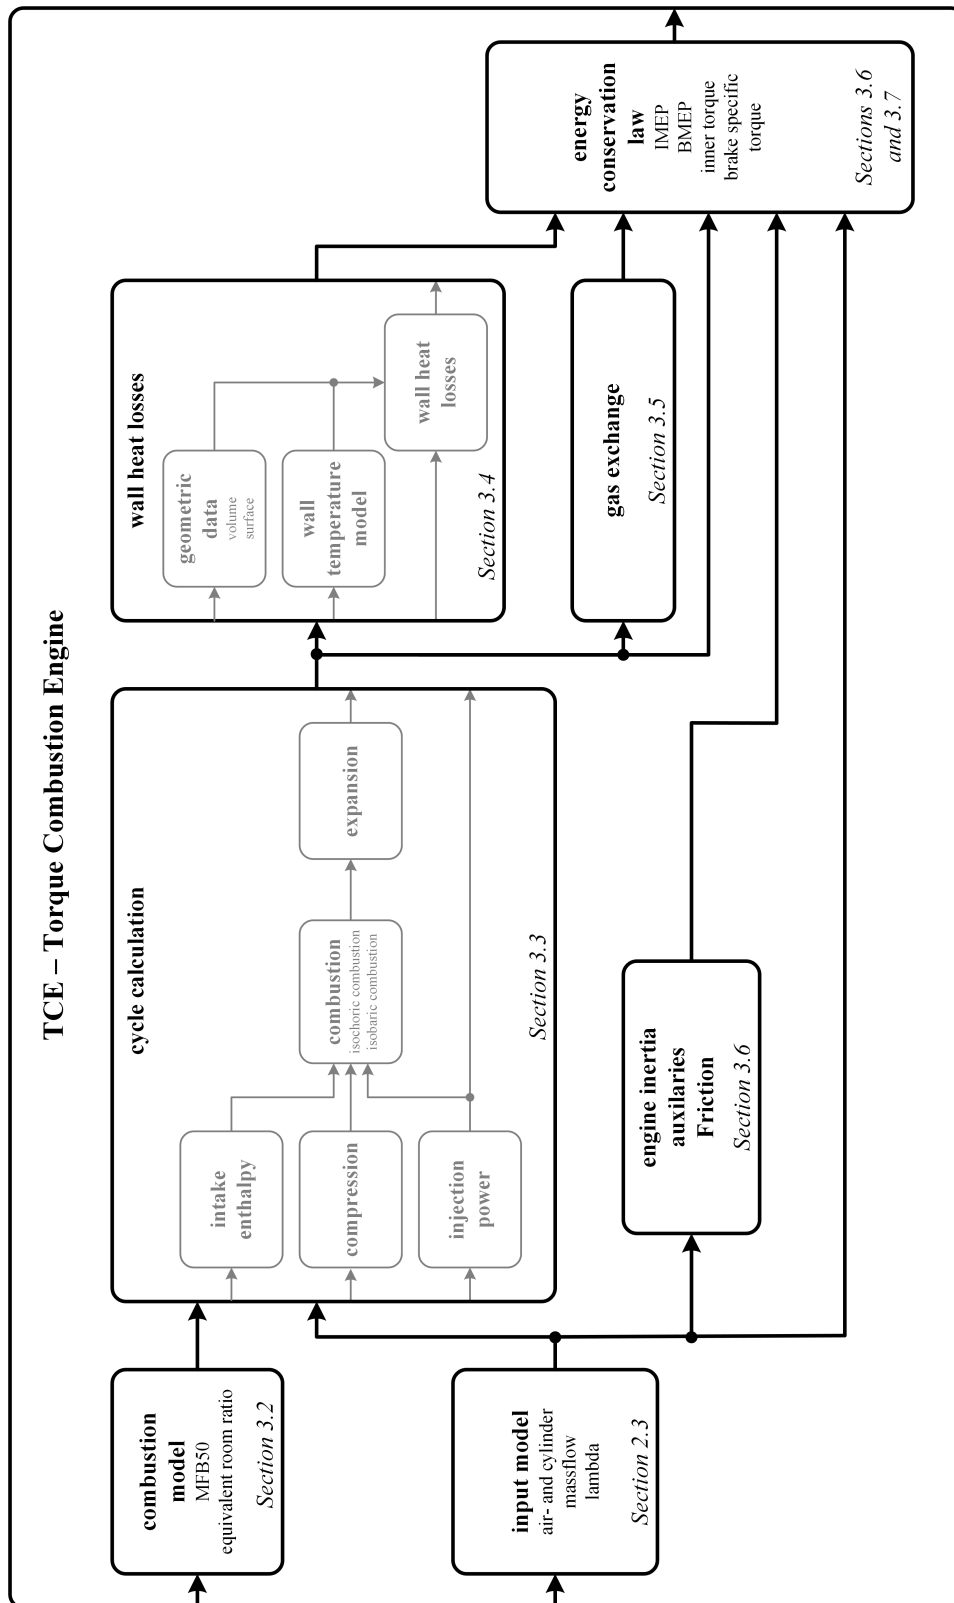 TCE – Torque Combustion Engine
combustion
model
MFB50
equivalent room ratio
Section 3.2
input model
air- and cylinder
massflow
lambda
Section 2.3
cycle calculation
intake
enthalpy
compression
injection
power
combustion
isochoric combustion
isobaric combustion
expansion
Section 3.3
engine inertia
auxilaries
Friction
Section 3.6
wall heat losses
geometric
data
volume
surface
wall
temperature
model
wall heat
losses
Section 3.4
gas exchange
Section 3.5
energy
conservation
law
IMEP
BMEP
inner torque
brake specific
torque
Sections 3.6
and 3.7